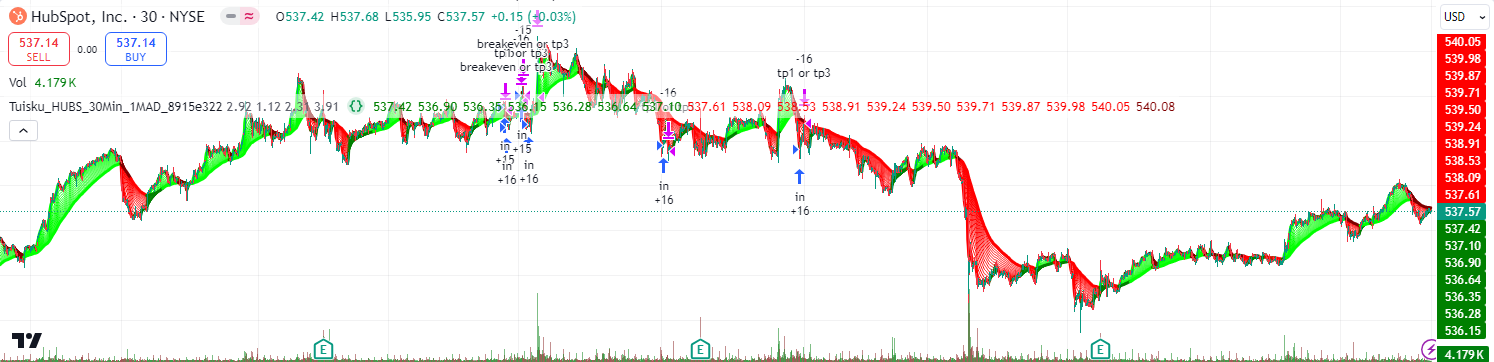 HubSpot, Inc. · 30 · NYSE
O537.42 H537.68 L535.95 C537.57 +0.15 (+0.03%)
USD
537.14
SELL
0.00
537.14
BUY
Vol 4.179K
Tuisku_HUBS_30Min_1MAD_8915e322 2.92 1.12 2.37 3.91
537.42 536.90 536.35 536.15 536.28 536.64 537.10 537.61 538.09 538.53 538.91 539.24 539.50 539.71 539.87 539.98 540.05 540.08
-15
breakeven or tp3
-15
tp1 or tp3
breakeven or tp3
in
+15
in
+16
in
+15
in
+16
-16
in
+16
-16
tp1 or tp3
in
+16
540.05
539.98
539.87
539.71
539.50
539.24
538.91
538.53
538.09
537.61
537.57
537.42
537.10
536.90
536.64
536.35
536.28
536.15
4.179K
E
E
E